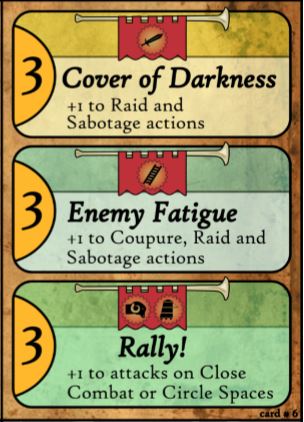 3
Cover of Darkness
+1 to Raid and
Sabotage actions
3
Enemy Fatigue
+1 to Coupure, Raid and
Sabotage actions
3
Rally!
+1 to attacks on Close
Combat or Circle Spaces
card # 6